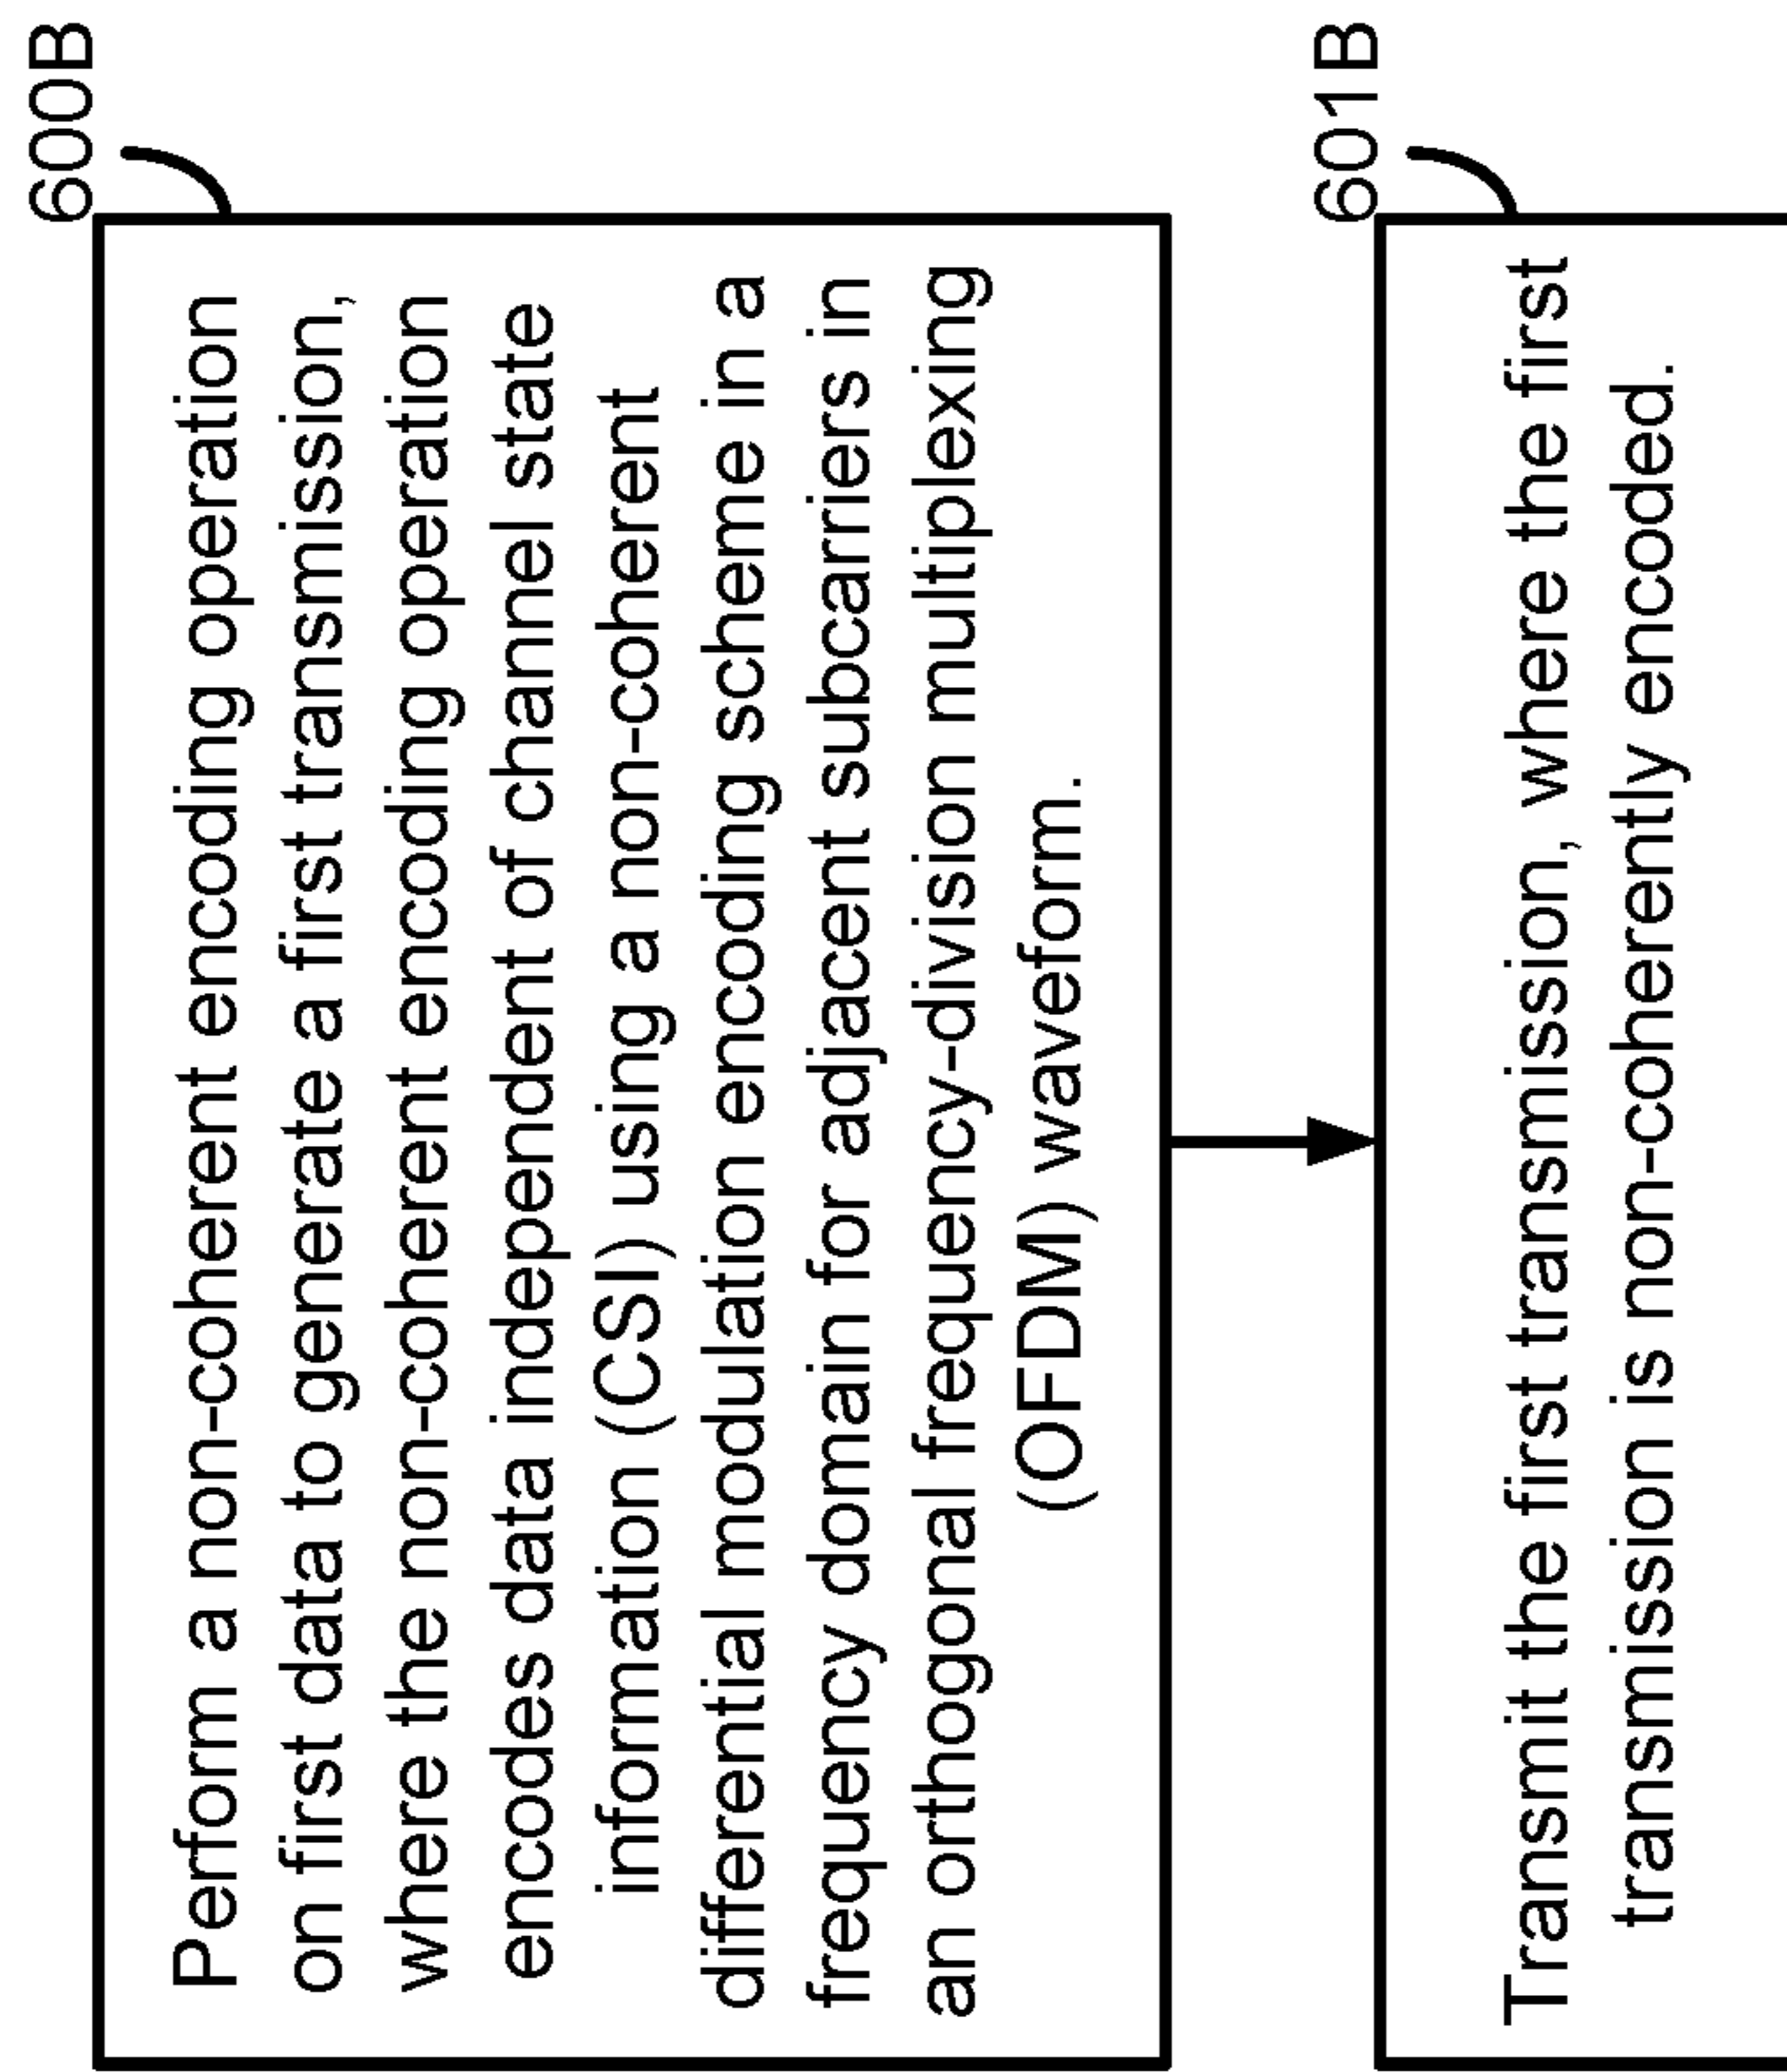 600B
Perform a non-coherent encoding operation
on first data to generate a first transmission,
where the non-coherent encoding operation
encodes data independent of channel state
information (CSI) using a non-coherent
differential modulation encoding scheme in a
frequency domain for adjacent subcarriers in
an orthogonal frequency-division multiplexing
(OFDM) waveform.
601B
Transmit the first transmission, where the first
transmission is non-coherently encoded.